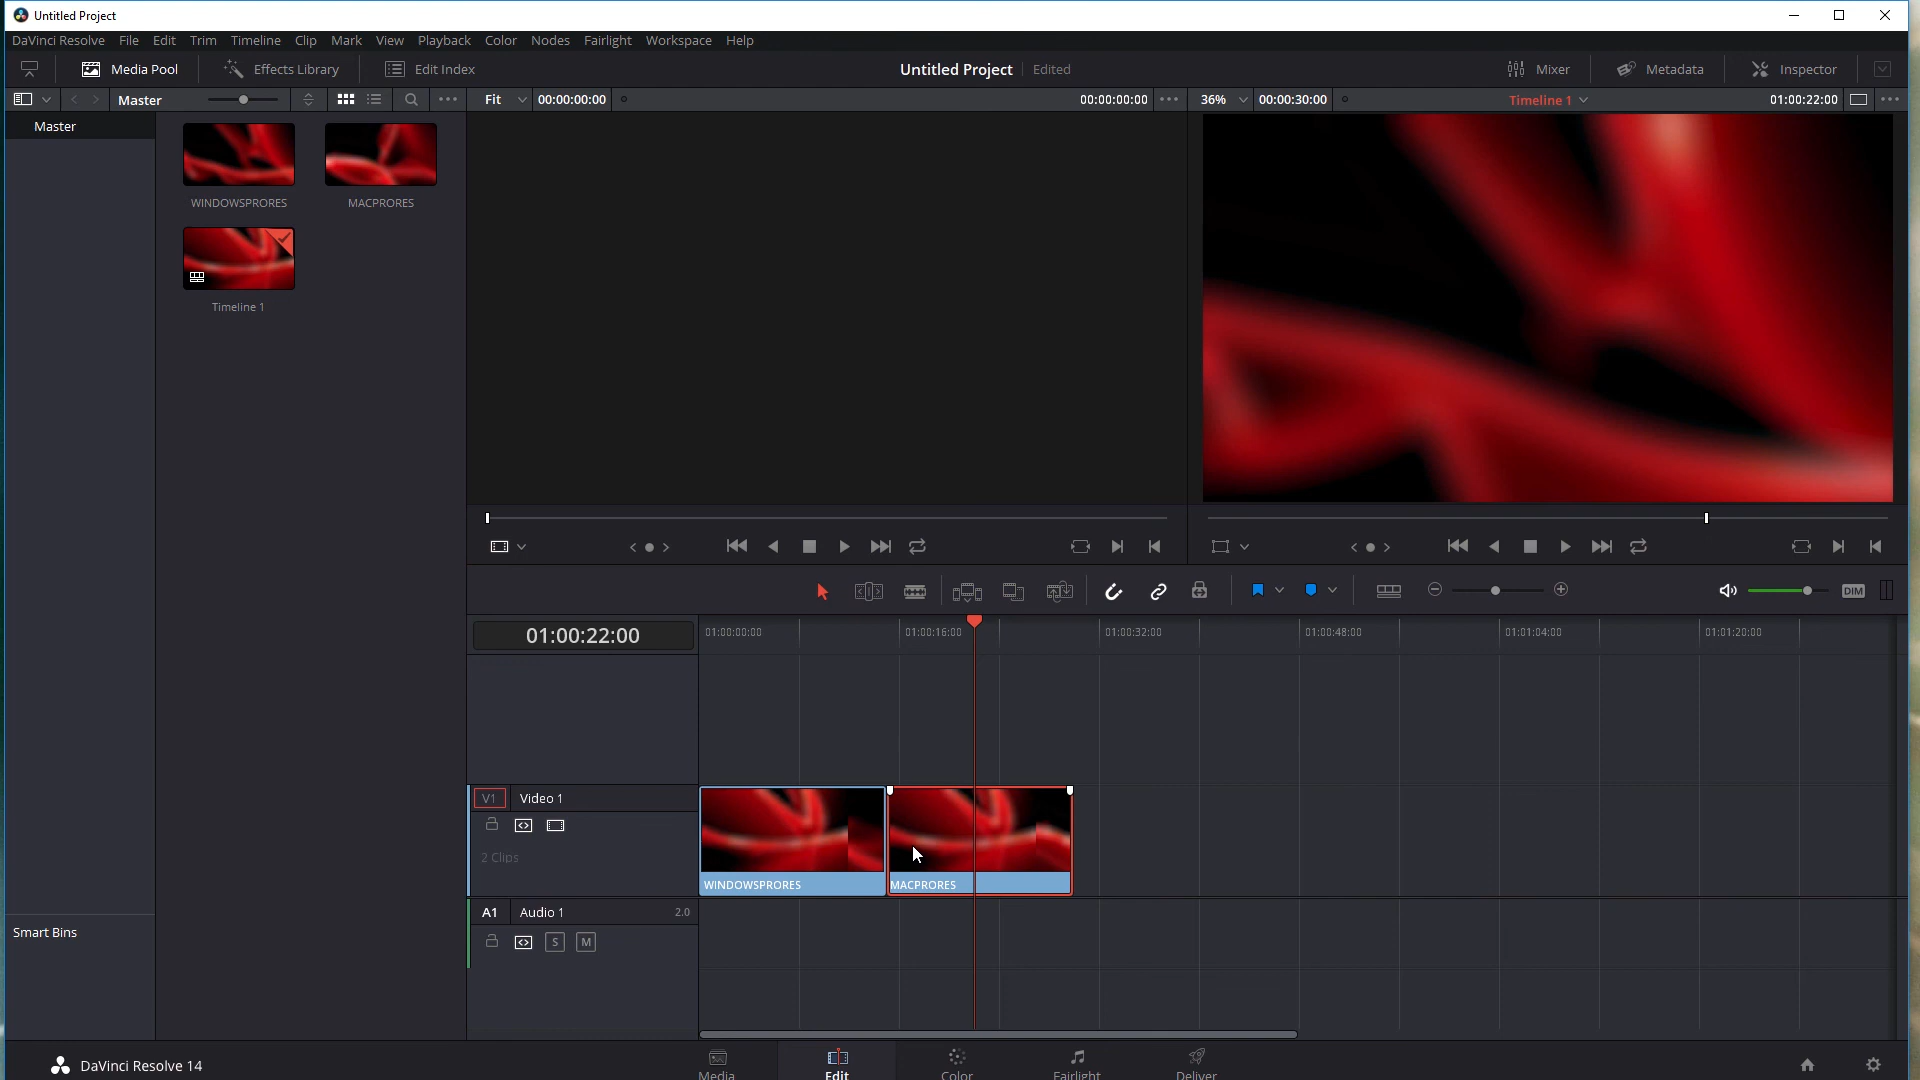 Untitled Project
DaVinci Resolve File Edit Trim Timeline Clip Mark View Playback Color Nodes Fairlight Workspace Help
Media Pool Effects Library Edit Index Untitled Project Edited Mixer Metadata Inspector
Master Fit 00:00:00:00 00:00:00:00 36% 00:00:30:00 Timeline 1 01:00:22:00
Master
WINDOWSPRORES MACPRORES
Timeline 1
DIM
01:00:22:00 01:00:00:00 01:00:16:00 01:00:32:00 01:00:48:00 01:01:04:00 01:01:20:00
V1 Video 1
2 Clips
WINDOWSPRORES MACPRORES
A1 Audio 1 2.0
S M
Smart Bins
DaVinci Resolve 14
Media Edit Color Fairlight Deliver